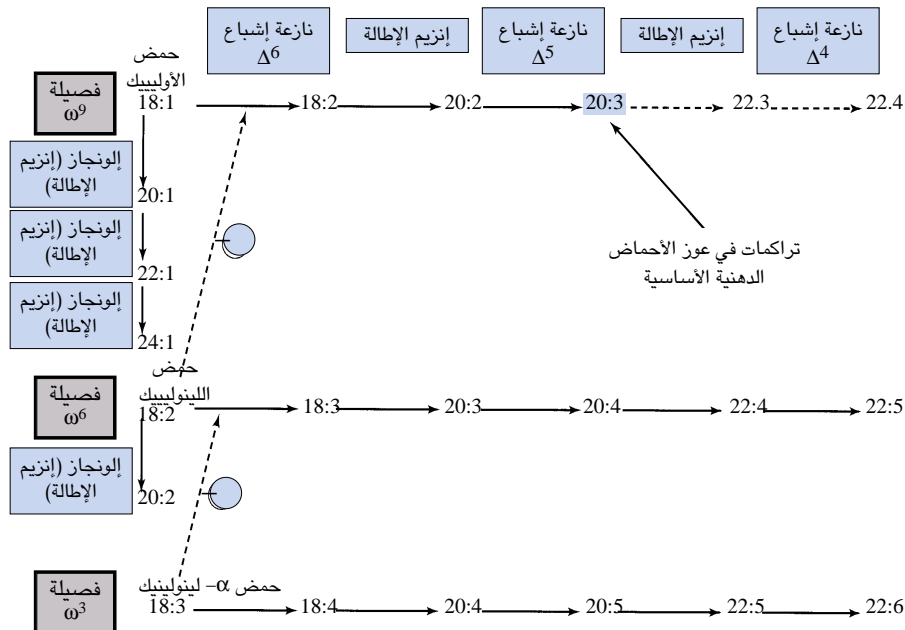 نازعة إشباع
Δ6
إنزيم الإطالة
نازعة إشباع
Δ5
إنزيم الإطالة
نازعة إشباع
Δ4
فصيلة
ω9
حمض
الأولييك
18:1 18:2 20:2 20:3 22.3 22.4
إلونجاز (إنزيم
الإطالة)
20:1
إلونجاز (إنزيم
الإطالة)
22:1
إلونجاز (إنزيم
الإطالة)
24:1
تراكمات في عوز الأحماض
الدهنية الأساسية
فصيلة
ω6
حمض
اللينولييك
18:2 18:3 20:3 20:4 22:4 22:5
إلونجاز (إنزيم
الإطالة)
20:2
فصيلة
ω3
حمض α– لينولينيك
18:3 18:4 20:4 20:5 22:5 22:6